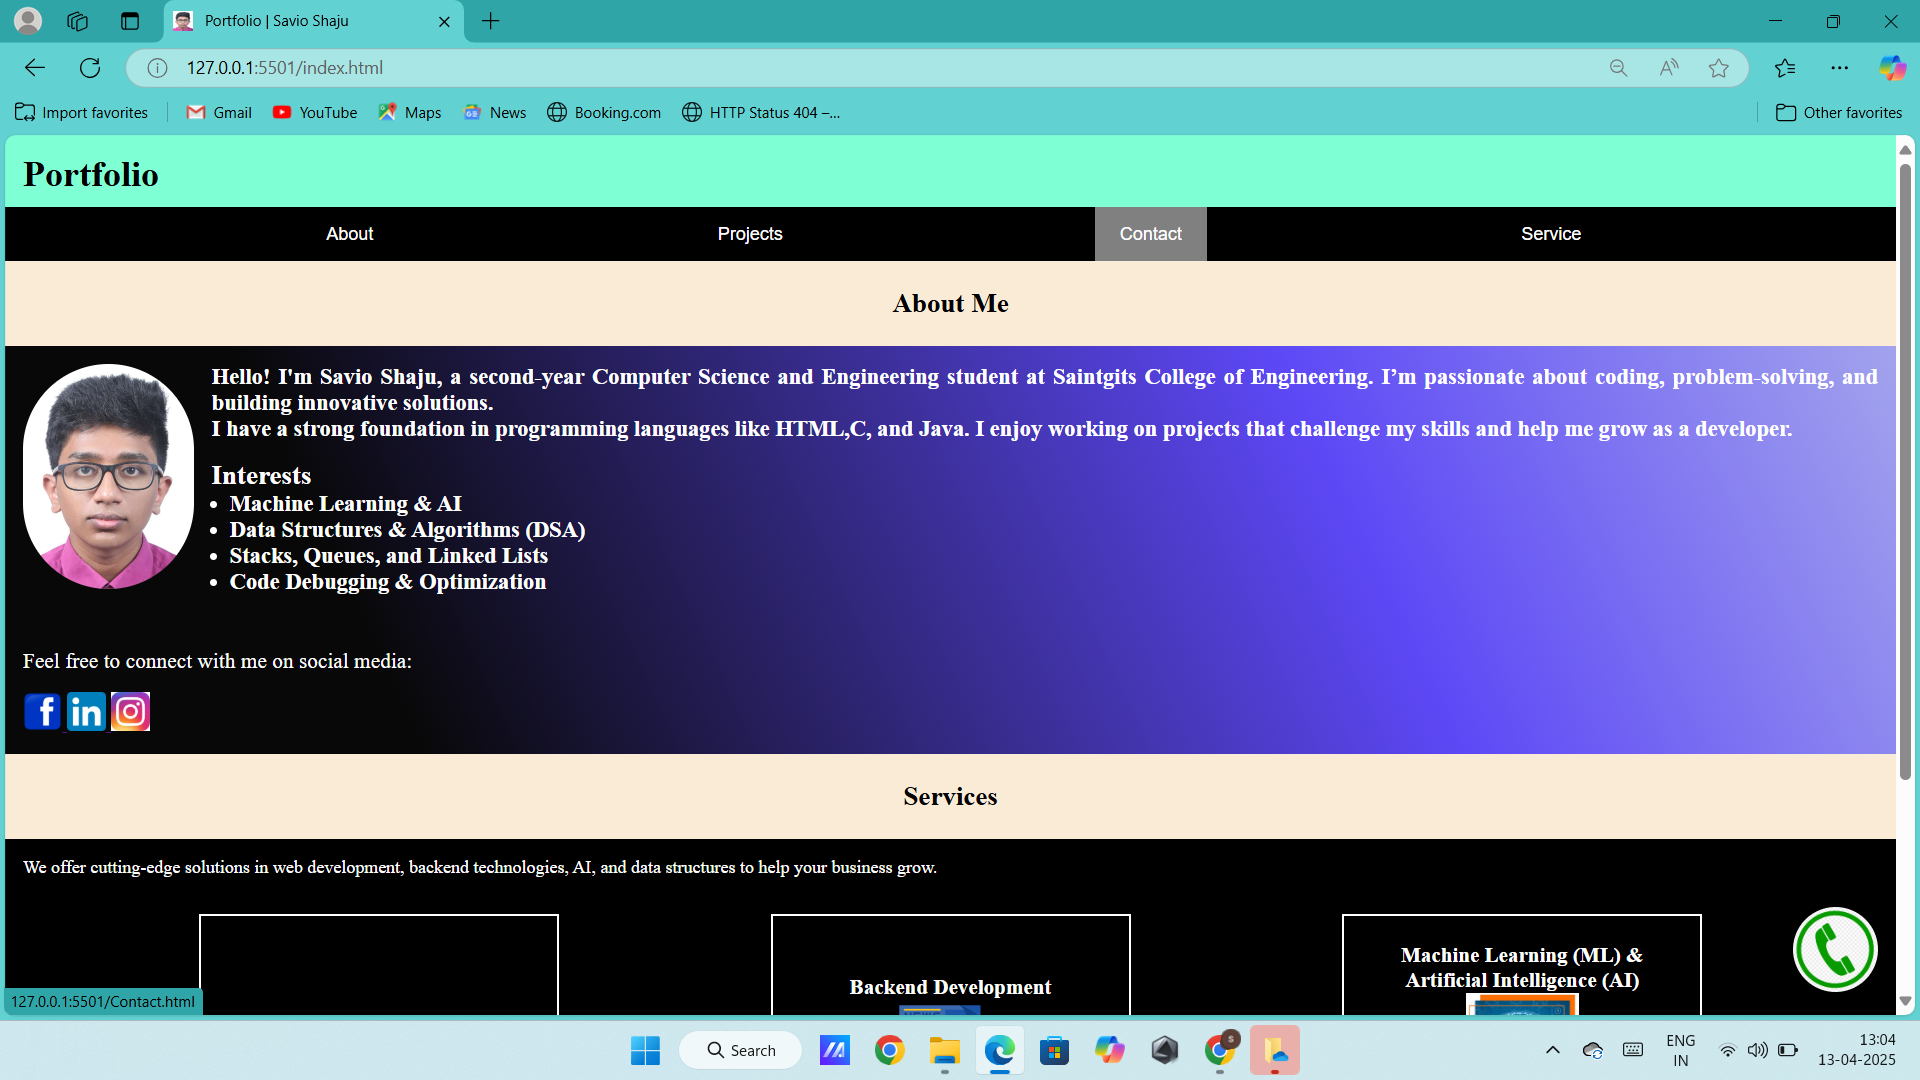 Portfolio | Savio Shaju
127.0.0.1:5501/index.html
Import favorites
Gmail
YouTube
Maps
News
Booking.com
HTTP Status 404 –...
Other favorites
Portfolio
About
Projects
Contact
Service
About Me
Hello! I'm Savio Shaju, a second-year Computer Science and Engineering student at Saintgits College of Engineering. I’m passionate about coding, problem-solving, and
building innovative solutions.
I have a strong foundation in programming languages like HTML,C, and Java. I enjoy working on projects that challenge my skills and help me grow as a developer.
Interests
• Machine Learning & AI
• Data Structures & Algorithms (DSA)
• Stacks, Queues, and Linked Lists
• Code Debugging & Optimization
Feel free to connect with me on social media:
Services
We offer cutting-edge solutions in web development, backend technologies, AI, and data structures to help your business grow.
Backend Development
Machine Learning (ML) &
Artificial Intelligence (AI)
127.0.0.1:5501/Contact.html
Search
ENG
IN
13:04
13-04-2025